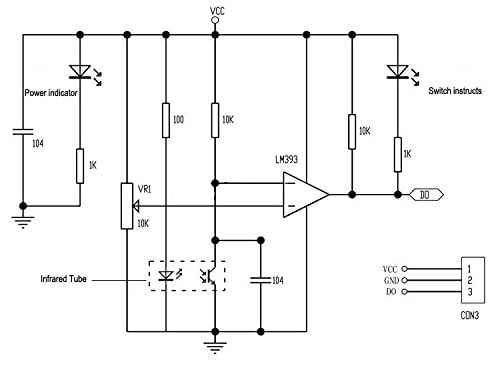 VCC
Power indicator
Switch instructs
104
1K
100
10K
10K
1K
LM393
VR1
10K
DO
Infrared Tube
104
VCC 1
GND 2
DO 3
CON3